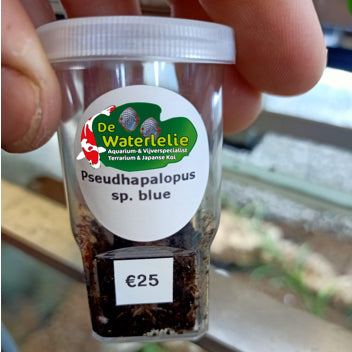 De
Waterlelie
Aquarium- & Vijverspecialist
Terrarium & Japanse Koi
Pseudhapalopus
sp. blue
€25